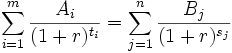 \sum_{i=1}^{m} \frac{A_i}{(1+r)^{t_i}} = \sum_{j=1}^{n} \frac{B_j}{(1+r)^{s_j}}